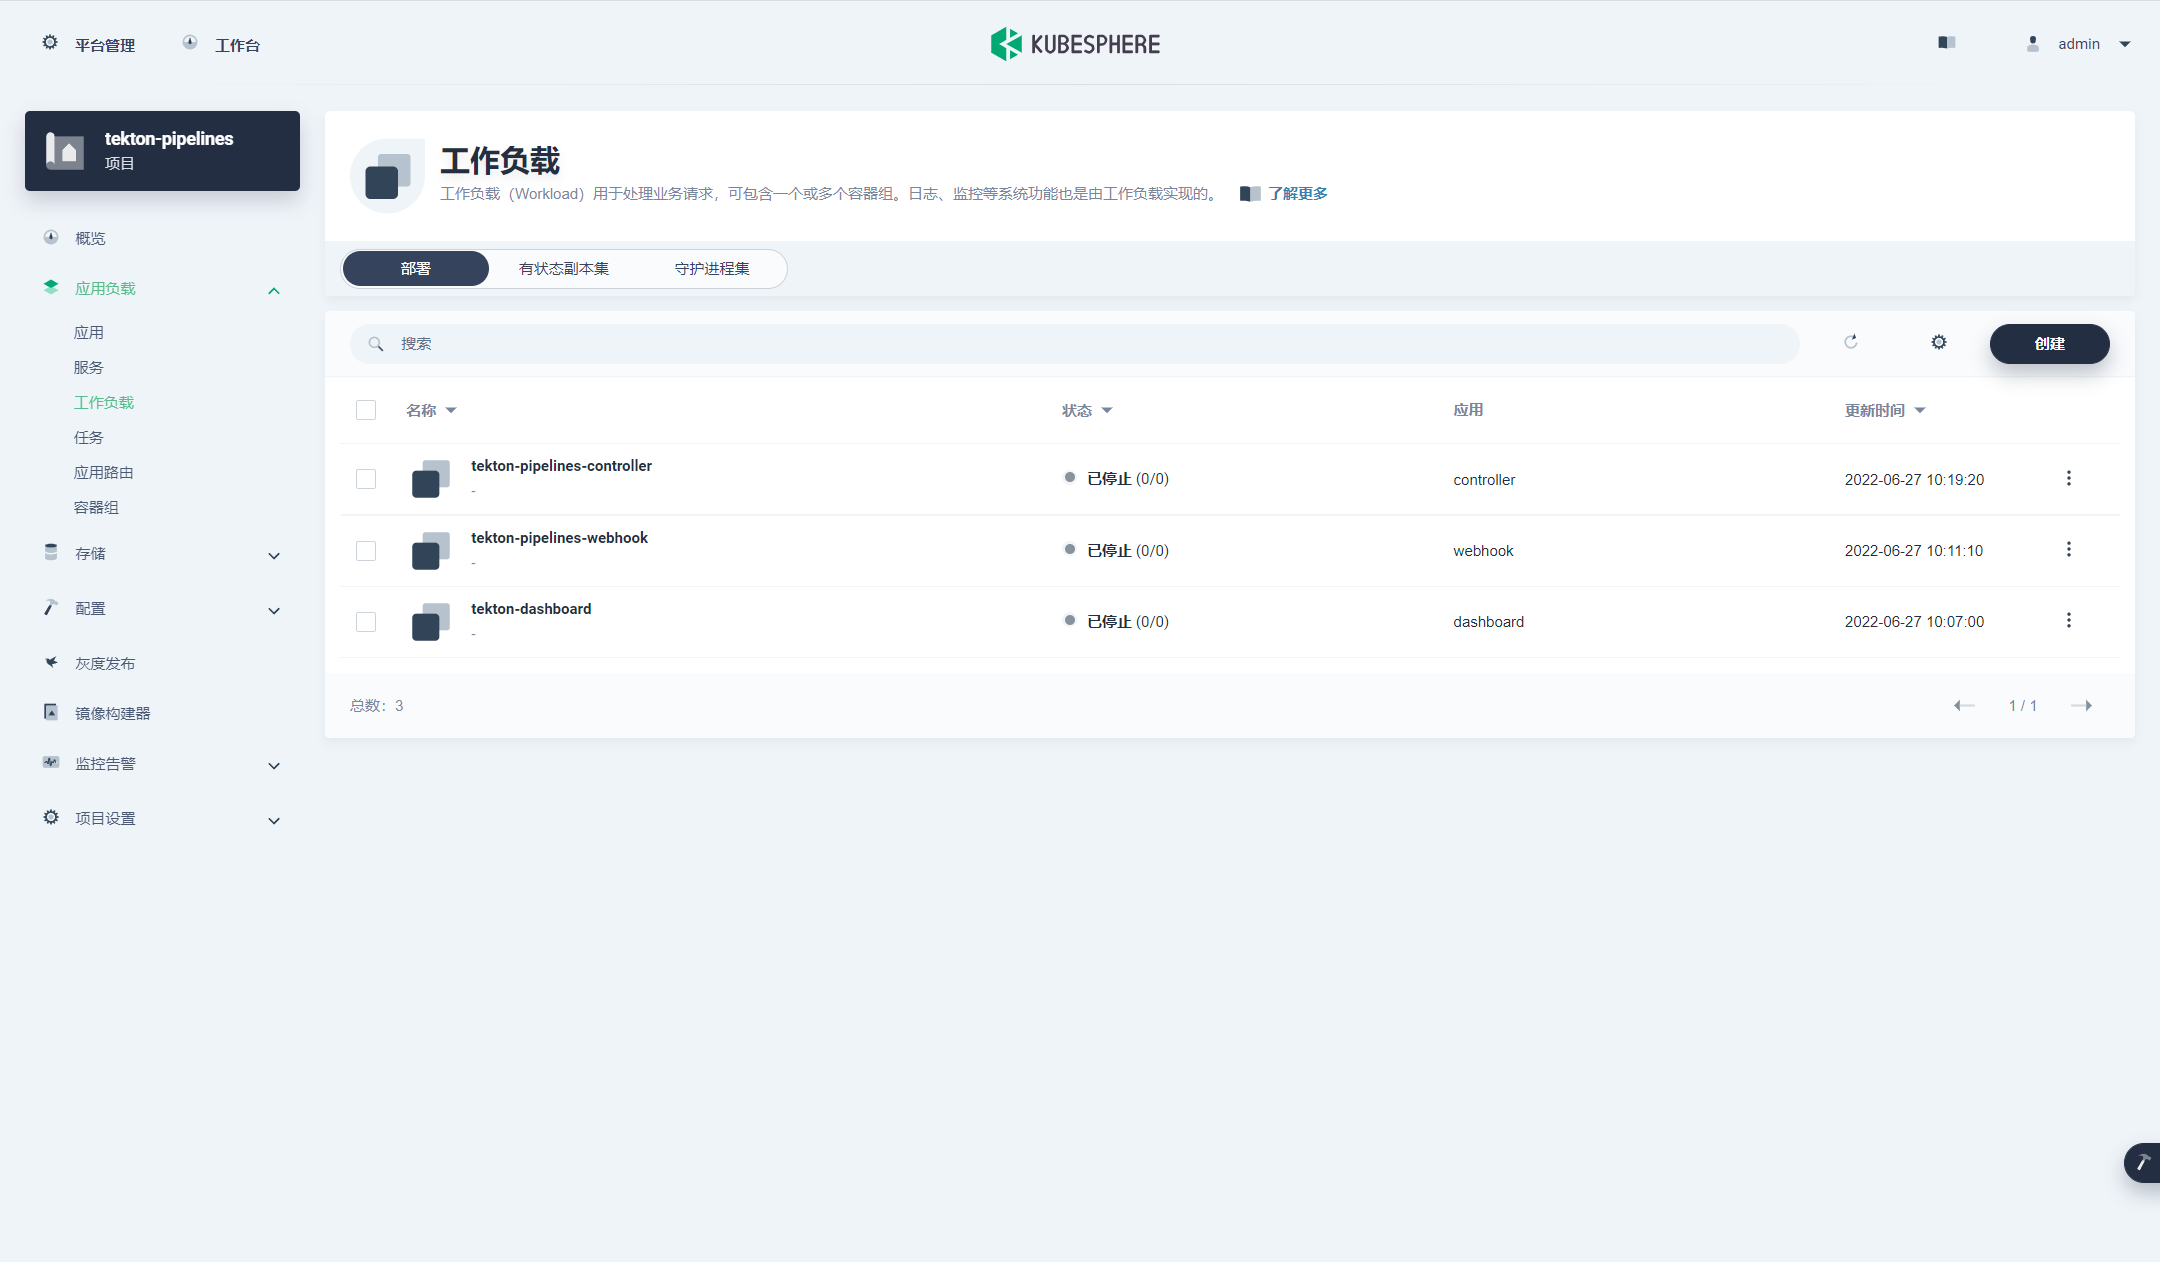 平台管理
工作台
KUBESPHERE
admin
tekton-pipelines
项目
概览
应用负载
应用
服务
工作负载
任务
应用路由
容器组
存储
配置
灰度发布
镜像构建器
监控告警
项目设置
工作负载
工作负载（Workload）用于处理业务请求，可包含一个或多个容器组。日志、监控等系统功能也是由工作负载实现的。 了解更多
部署 有状态副本集 守护进程集
搜索
创建
名称 状态 应用 更新时间
tekton-pipelines-controller
-
已停止 (0/0)
controller
2022-06-27 10:19:20
tekton-pipelines-webhook
-
已停止 (0/0)
webhook
2022-06-27 10:11:10
tekton-dashboard
-
已停止 (0/0)
dashboard
2022-06-27 10:07:00
总数：3
1 / 1